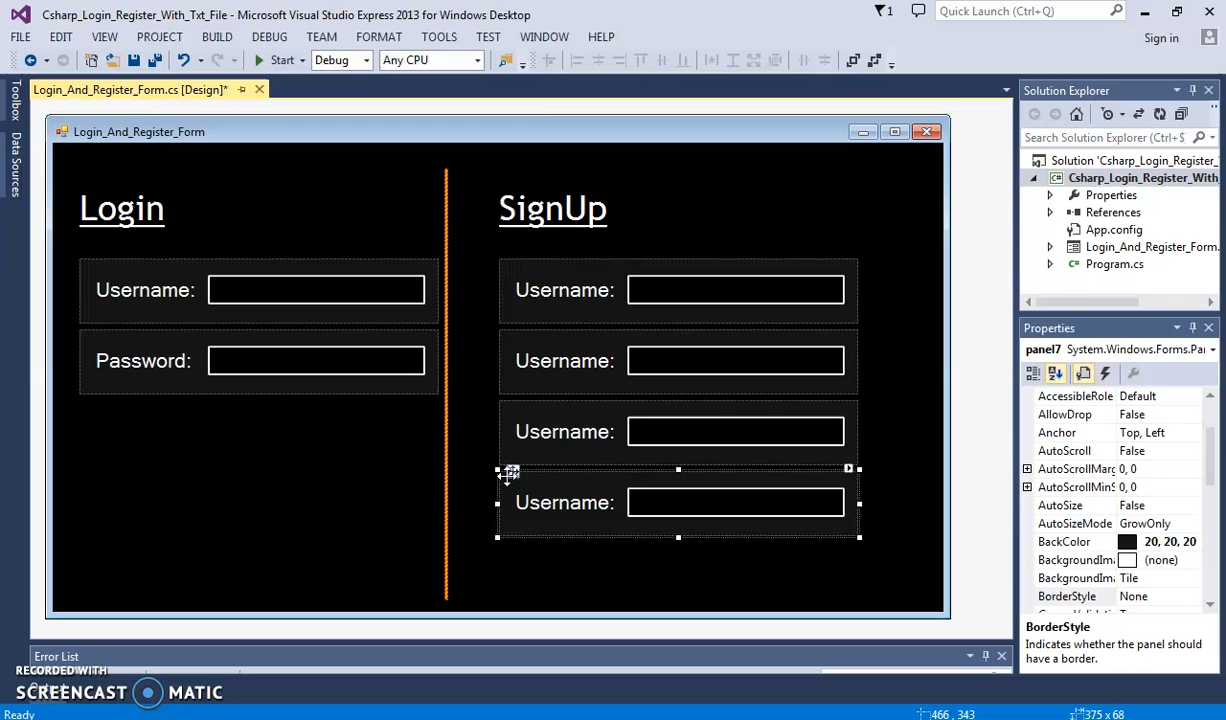 Csharp_Login_Register_With_Txt_File - Microsoft Visual Studio Express 2013 for Windows Desktop
1
Quick Launch (Ctrl+Q)
FILE EDIT VIEW PROJECT BUILD DEBUG TEAM FORMAT TOOLS TEST WINDOW HELP
Sign in
Start Debug Any CPU
Toolbox
Data Sources
Login_And_Register_Form.cs [Design]*
Login_And_Register_Form
Login
Username:
Password:
SignUp
Username:
Username:
Username:
Username:
Solution Explorer
Search Solution Explorer (Ctrl+$
Solution 'Csharp_Login_Register_
Csharp_Login_Register_With_
Properties
References
App.config
Login_And_Register_Form.
Program.cs
Properties
panel7 System.Windows.Forms.Pa
AccessibleRole Default
AllowDrop False
Anchor Top, Left
AutoScroll False
AutoScrollMarg 0, 0
AutoScrollMinS 0, 0
AutoSize False
AutoSizeMode GrowOnly
BackColor 20, 20, 20
BackgroundIma (none)
BackgroundIma Tile
BorderStyle None
BorderStyle
Indicates whether the panel should
have a border.
Error List
RECORDED WITH
SCREENCAST MATIC
Ready
466 , 343
375 x 68